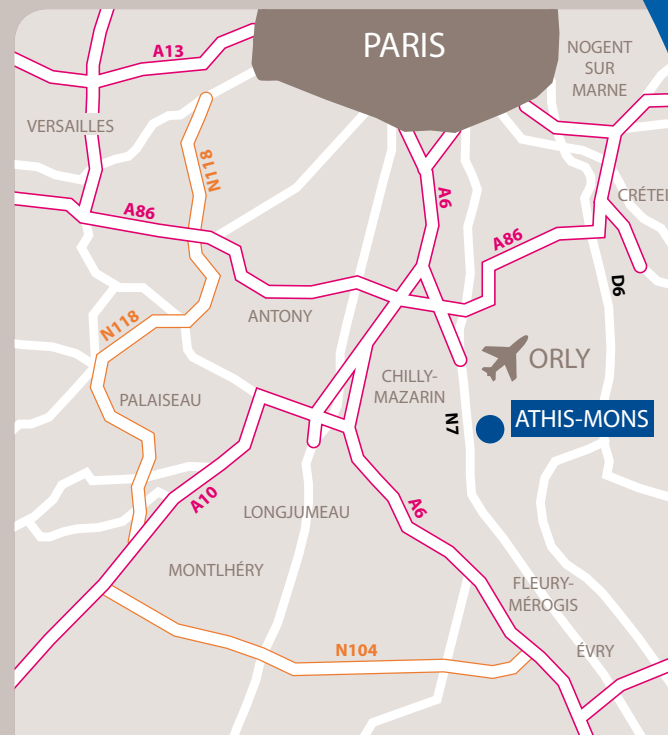 PARIS
A13
NOGENT
SUR
MARNE
VERSAILLES
N118
A6
CRÉTEI
A86
A86
D6
N118
ANTONY
ORLY
CHILLY-
MAZARIN
PALAISEAU
N7
ATHIS-MONS
A10
LONGJUMEAU
A6
MONTLHÉRY
FLEURY-
MÉROGIS
N104
ÉVRY